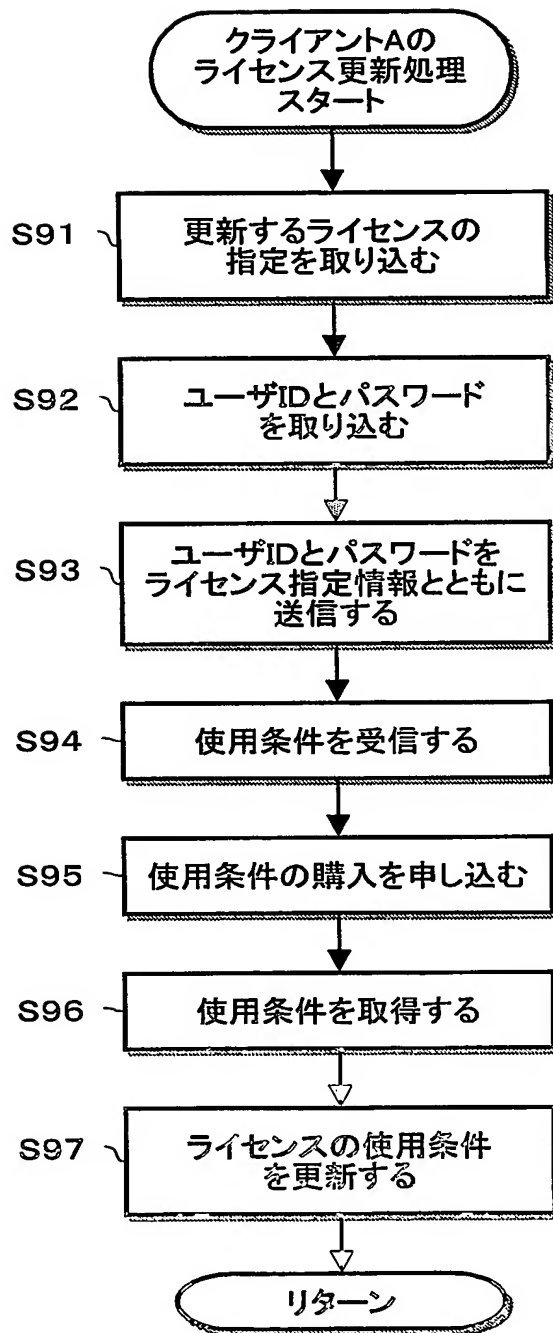 クライアントAの
ライセンス更新処理
スタート
S91
更新するライセンスの
指定を取り込む
S92
ユーザIDとパスワード
を取り込む
S93
ユーザIDとパスワードを
ライセンス指定情報とともに
送信する
S94
使用条件を受信する
S95
使用条件の購入を申し込む
S96
使用条件を取得する
S97
ライセンスの使用条件
を更新する
リターン